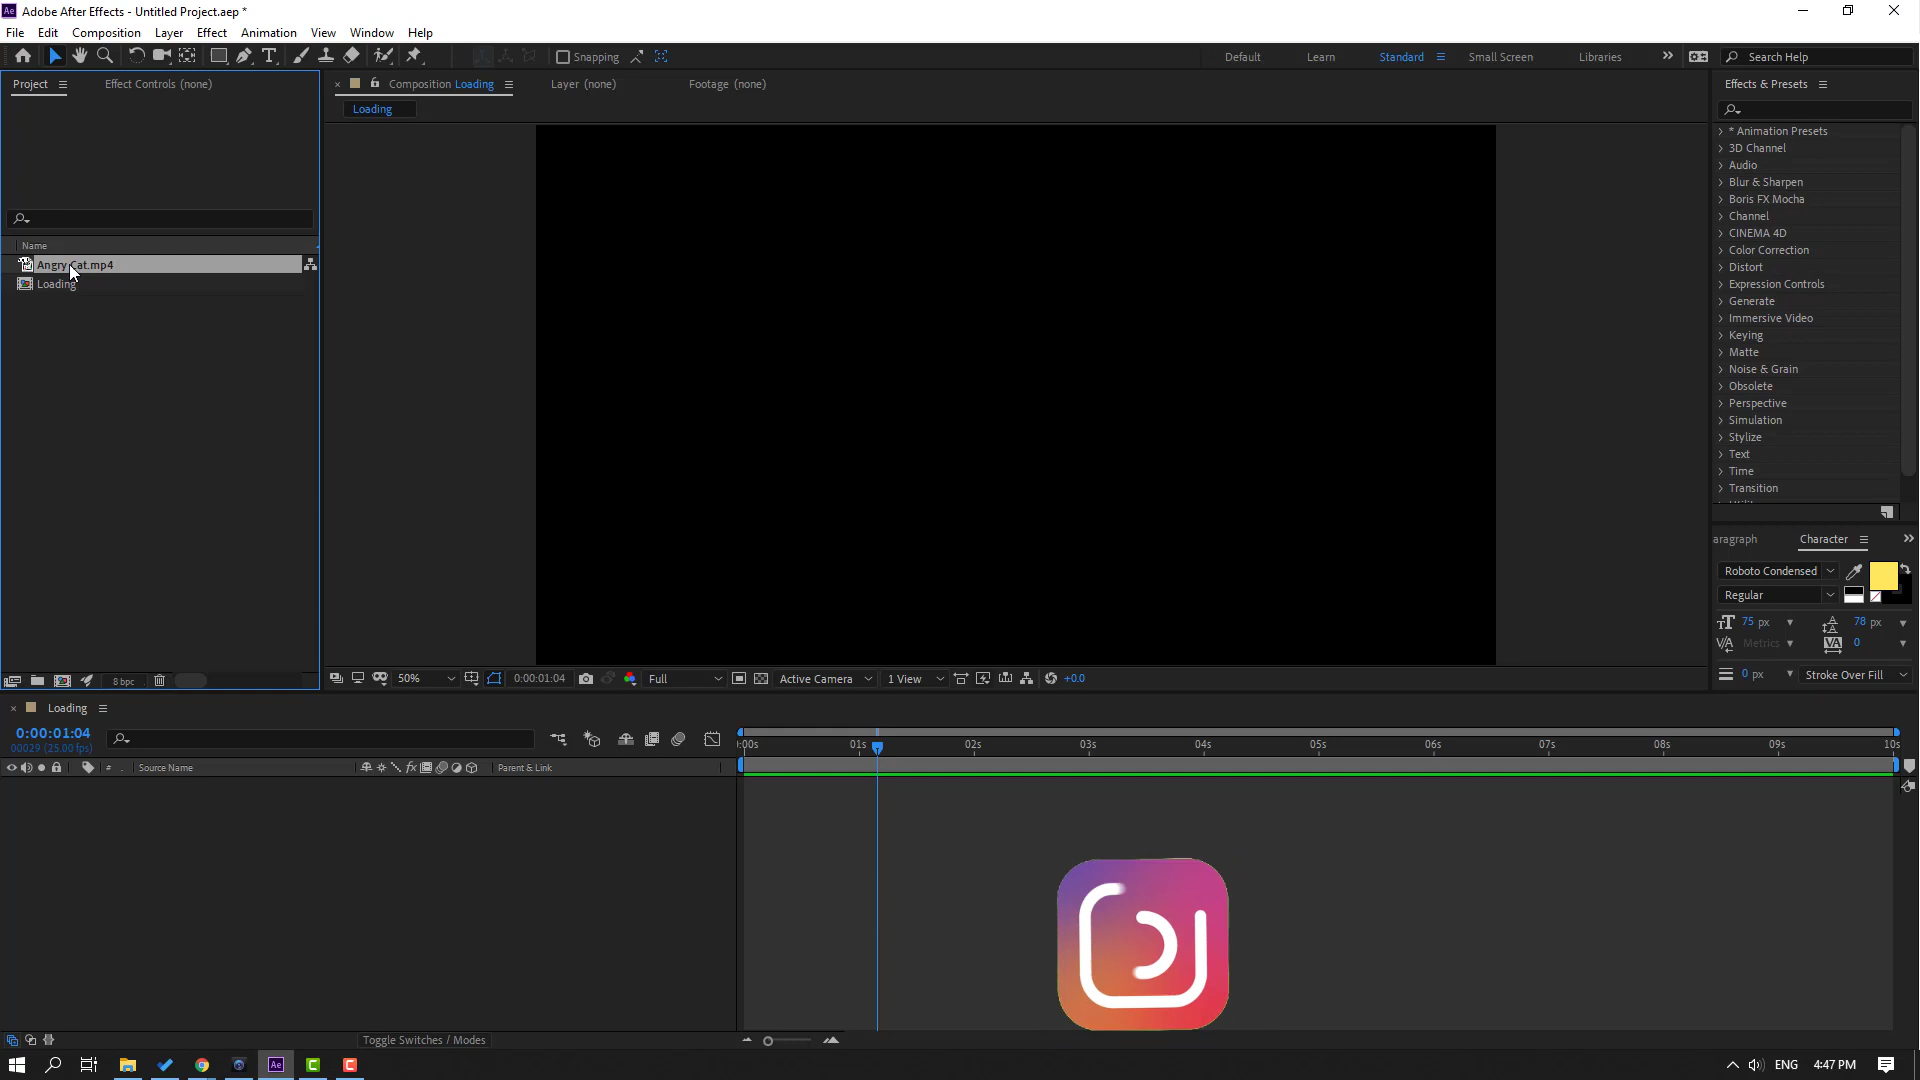 Adobe After Effects - Untitled Project.aep *
File Edit Composition Layer Effect Animation View Window Help
Snapping
Default Learn Standard Small Screen Libraries Search Help
Project Effect Controls (none)
Composition Loading Layer (none) Footage (none)
Loading
Name
Angry Cat.mp4
Loading
8 bpc
50% 0:00:01:04 Full Active Camera 1 View +0.0
Effects & Presets
* Animation Presets
3D Channel
Audio
Blur & Sharpen
Boris FX Mocha
Channel
CINEMA 4D
Color Correction
Distort
Expression Controls
Generate
Immersive Video
Keying
Matte
Noise & Grain
Obsolete
Perspective
Simulation
Stylize
Text
Time
Transition
aragraph Character
Roboto Condensed
Regular
75 px 78 px
Metrics 0
0 px Stroke Over Fill
Loading
0:00:01:04
00029 (25.00 fps)
:00s 01s 02s 03s 04s 05s 06s 07s 08s 09s 10s
# . Source Name fx Parent & Link
Toggle Switches / Modes
Ae ENG 4:47 PM